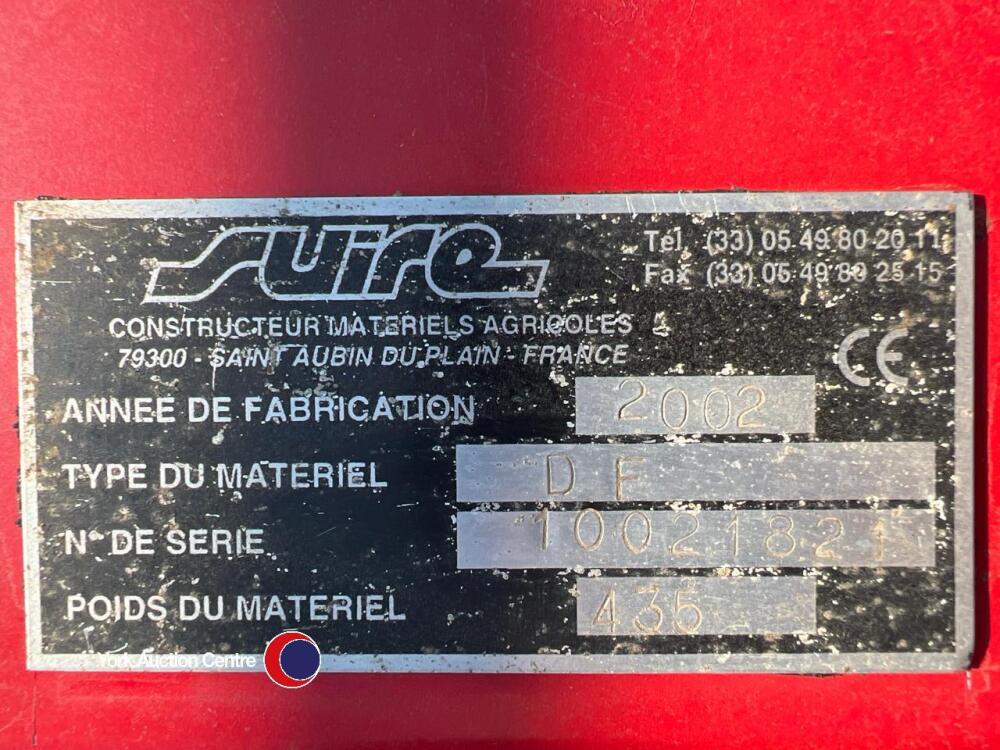 suire
Tel. (33) 05 49 80 20 11
Fax (33) 05 49 80 25 15
CONSTRUCTEUR MATERIELS AGRICOLES
79300 - SAINT AUBIN DU PLAIN - FRANCE
CE
ANNEE DE FABRICATION 2002
TYPE DU MATERIEL D F
N° DE SERIE 10021821
POIDS DU MATERIEL 435
York Auction Centre